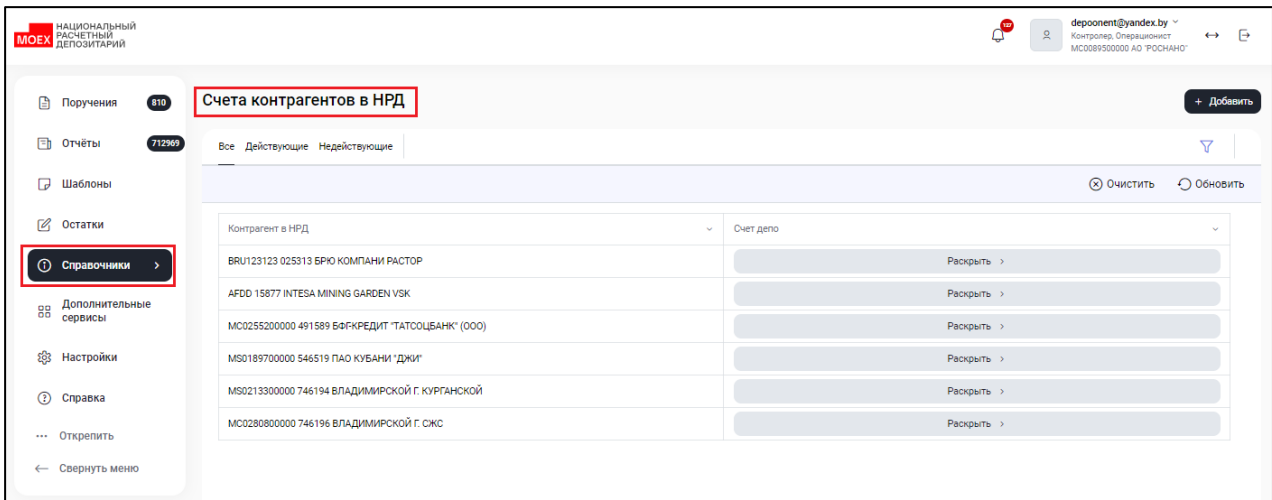 НАЦИОНАЛЬНЫЙ
MOEX РАСЧЕТНЫЙ
ДЕПОЗИТАРИЙ
127
depoonent@yandex.by
Контролер, Операционист
MC0089500000 АО "РОСНАНО"
Поручения 810
Отчёты 712969
Шаблоны
Остатки
Справочники
Дополнительные
сервисы
Настройки
Справка
Открепить
Свернуть меню
Счета контрагентов в НРД
+ Добавить
Все Действующие Недействующие
Очистить Обновить
Контрагент в НРД Счет депо
BRU123123 025313 БРЮ КОМПАНИ РАСТОР Раскрыть
AFDD 15877 INTESA MINING GARDEN VSK Раскрыть
MC0255200000 491589 БФГ-КРЕДИТ "ТАТСОЦБАНК" (ООО) Раскрыть
MS0189700000 546519 ПАО КУБАНИ "ДЖИ" Раскрыть
MS0213300000 746194 ВЛАДИМИРСКОЙ Г. КУРГАНСКОЙ Раскрыть
MC0280800000 746196 ВЛАДИМИРСКОЙ Г. СЖС Раскрыть